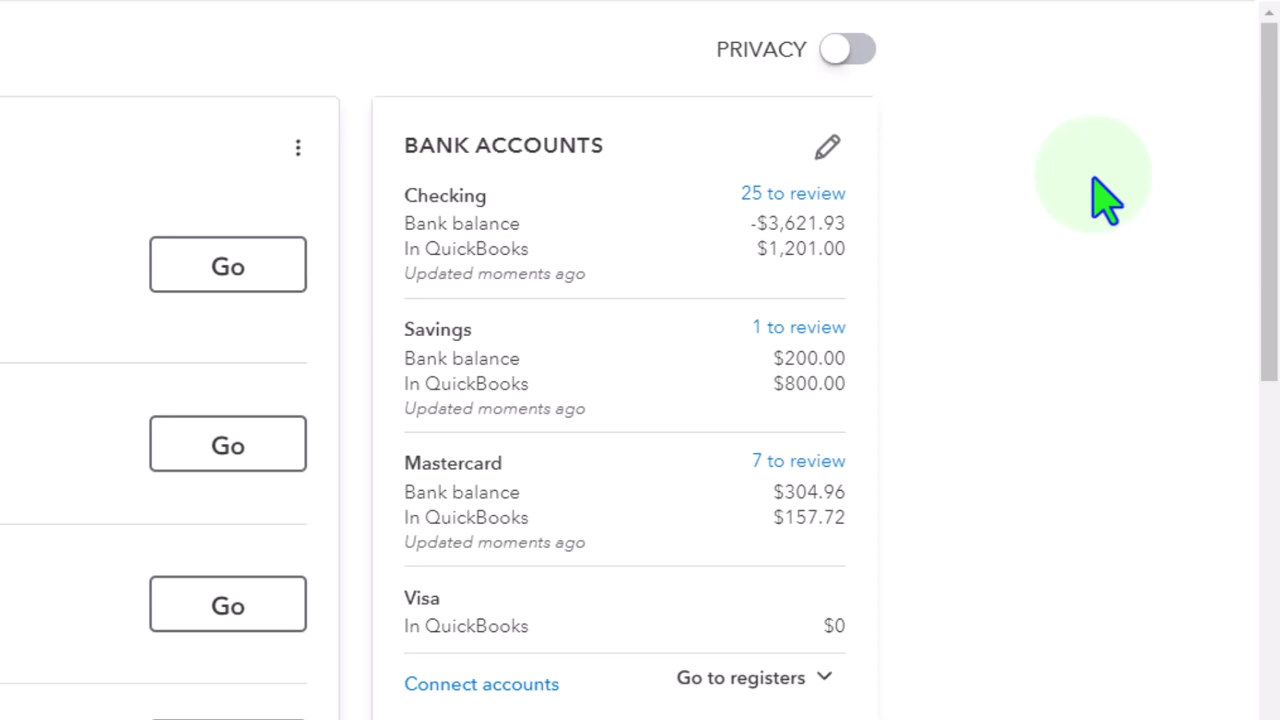 PRIVACY
BANK ACCOUNTS
Checking 25 to review
Bank balance -$3,621.93
In QuickBooks $1,201.00
Updated moments ago
Savings 1 to review
Bank balance $200.00
In QuickBooks $800.00
Updated moments ago
Mastercard 7 to review
Bank balance $304.96
In QuickBooks $157.72
Updated moments ago
Visa
In QuickBooks $0
Connect accounts Go to registers
Go
Go
Go